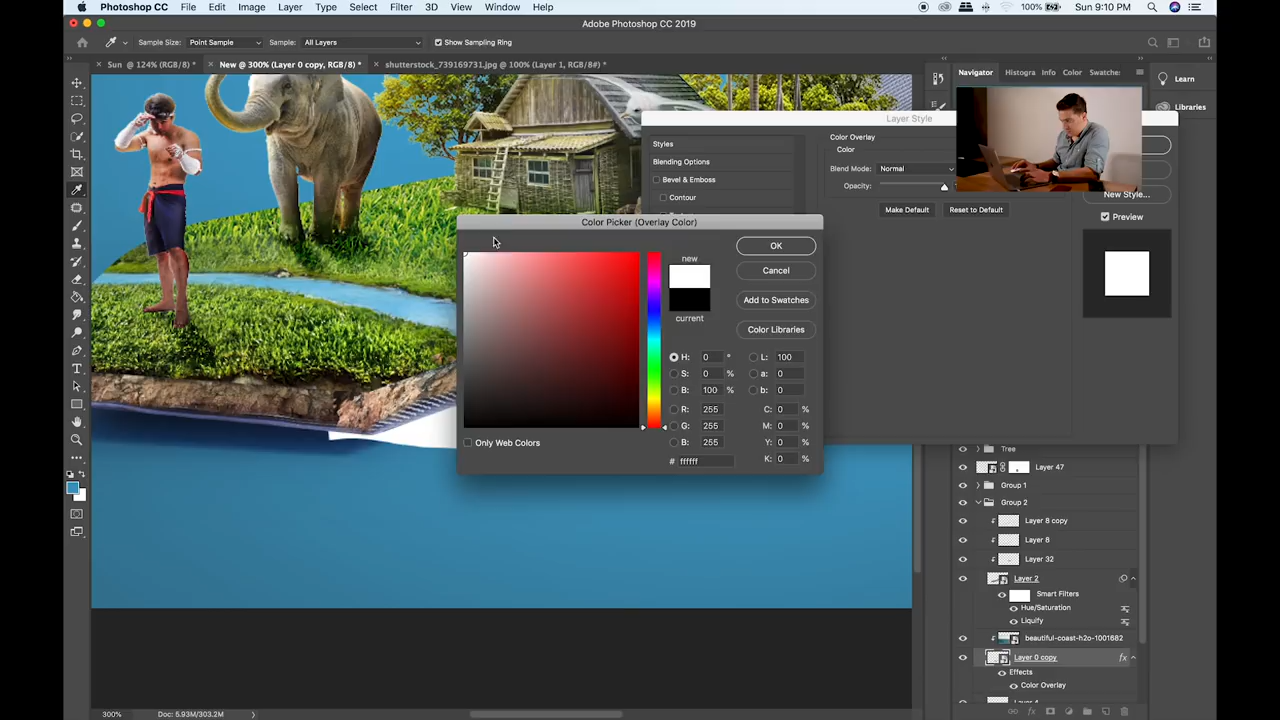 Photoshop CC File Edit Image Layer Type Select Filter 3D View Window Help 100% Sun 9:10 PM
Adobe Photoshop CC 2019
Sample Size: Point Sample Sample: All Layers Show Sampling Ring
Sun @ 124% (RGB/8) * New @ 300% (Layer 0 copy, RGB/8) * shutterstock_739169731.jpg @ 100% (Layer 1, RGB/8#) *
Navigator Histogra Info Color Swatche: Learn
Libraries
Layer Style
Styles
Blending Options
Bevel & Emboss
Contour
Color Overlay
Color
Blend Mode: Normal
Opacity:
Make Default Reset to Default
New Style...
Preview
Color Picker (Overlay Color)
new
current
OK
Cancel
Add to Swatches
Color Libraries
H: 0 ° L: 100
S: 0 % a: 0
B: 100 % b: 0
R: 255 C: 0 %
G: 255 M: 0 %
B: 255 Y: 0 %
# ffffff K: 0 %
Only Web Colors
Tree
Layer 47
Group 1
Group 2
Layer 8 copy
Layer 8
Layer 32
Layer 2
Smart Filters
Hue/Saturation
Liquify
beautiful-coast-h2o-1001682
Layer 0 copy fx
Effects
Color Overlay
300% Doc: 5.93M/303.2M